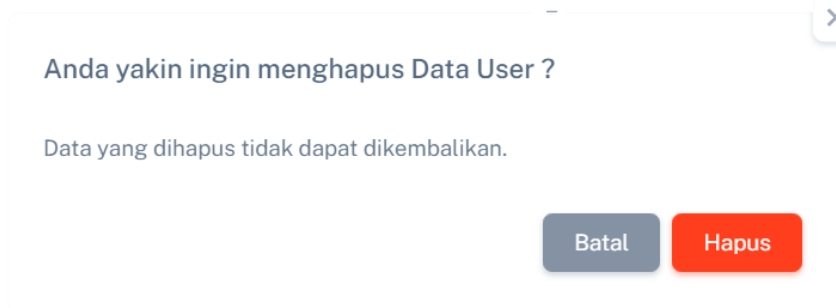 Anda yakin ingin menghapus Data User ?
Data yang dihapus tidak dapat dikembalikan.
Batal
Hapus